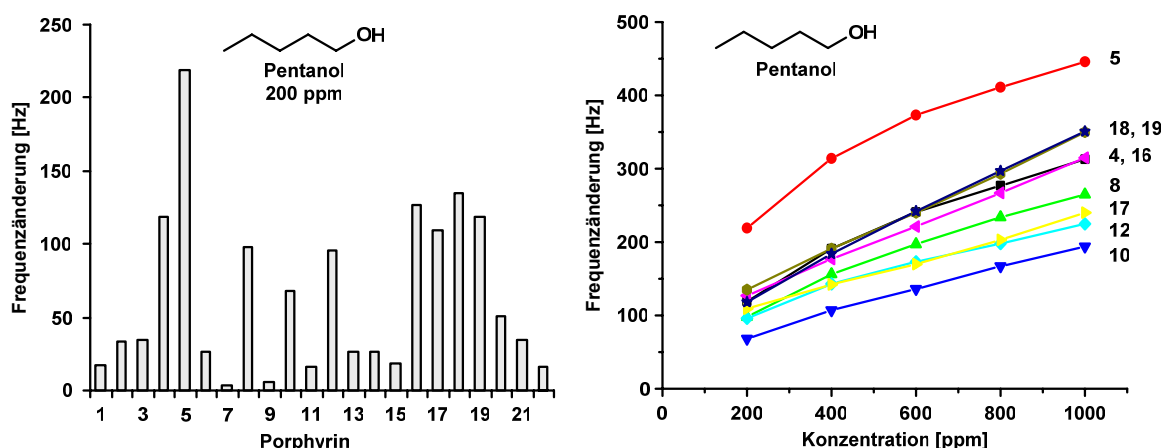 250
200
150
100
50
0
Frequenzänderung [Hz]
OH
Pentanol
200 ppm
1 3 5 7 9 11 13 15 17 19 21
Porphyrin
500
400
300
200
100
0
Frequenzänderung [Hz]
OH
Pentanol
5
18, 19
4, 16
8
17
12
10
0 200 400 600 800 1000
Konzentration [ppm]